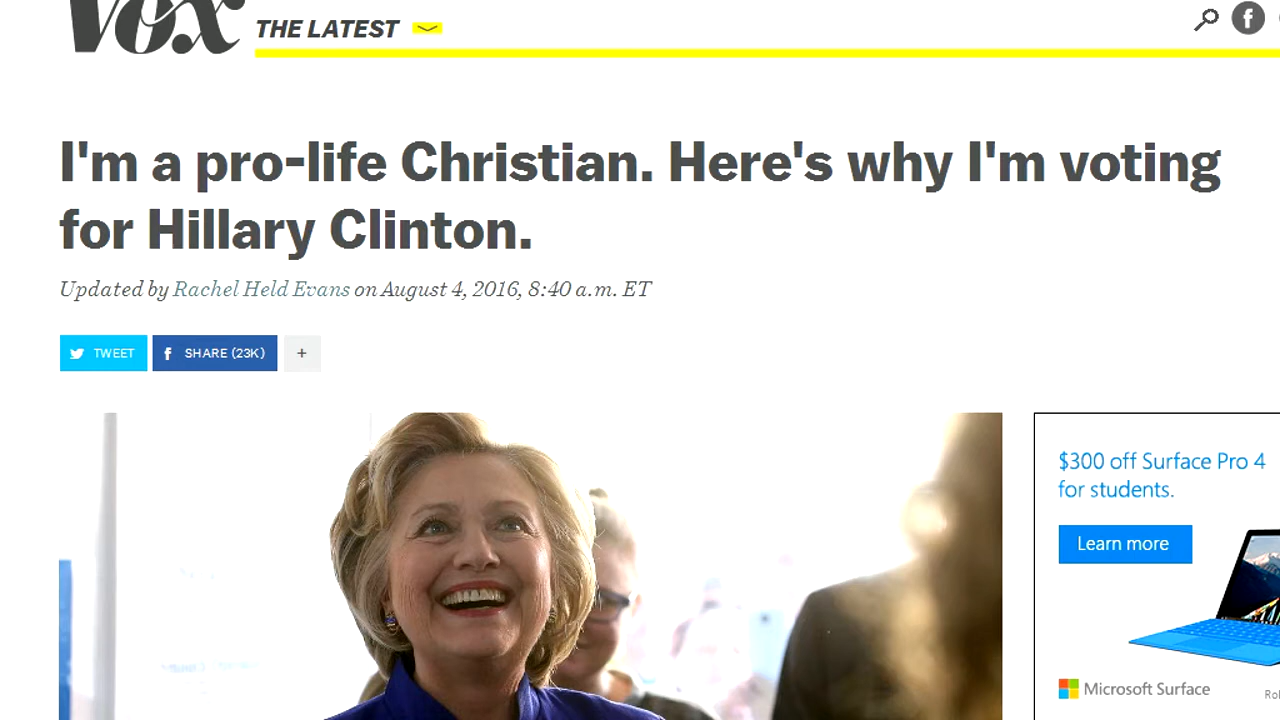 Vox
THE LATEST
I'm a pro-life Christian. Here's why I'm voting
for Hillary Clinton.
Updated by Rachel Held Evans on August 4, 2016, 8:40 a.m. ET
TWEET
f SHARE (23K)
+
f
$300 off Surface Pro 4
for students.
Learn more
Microsoft Surface